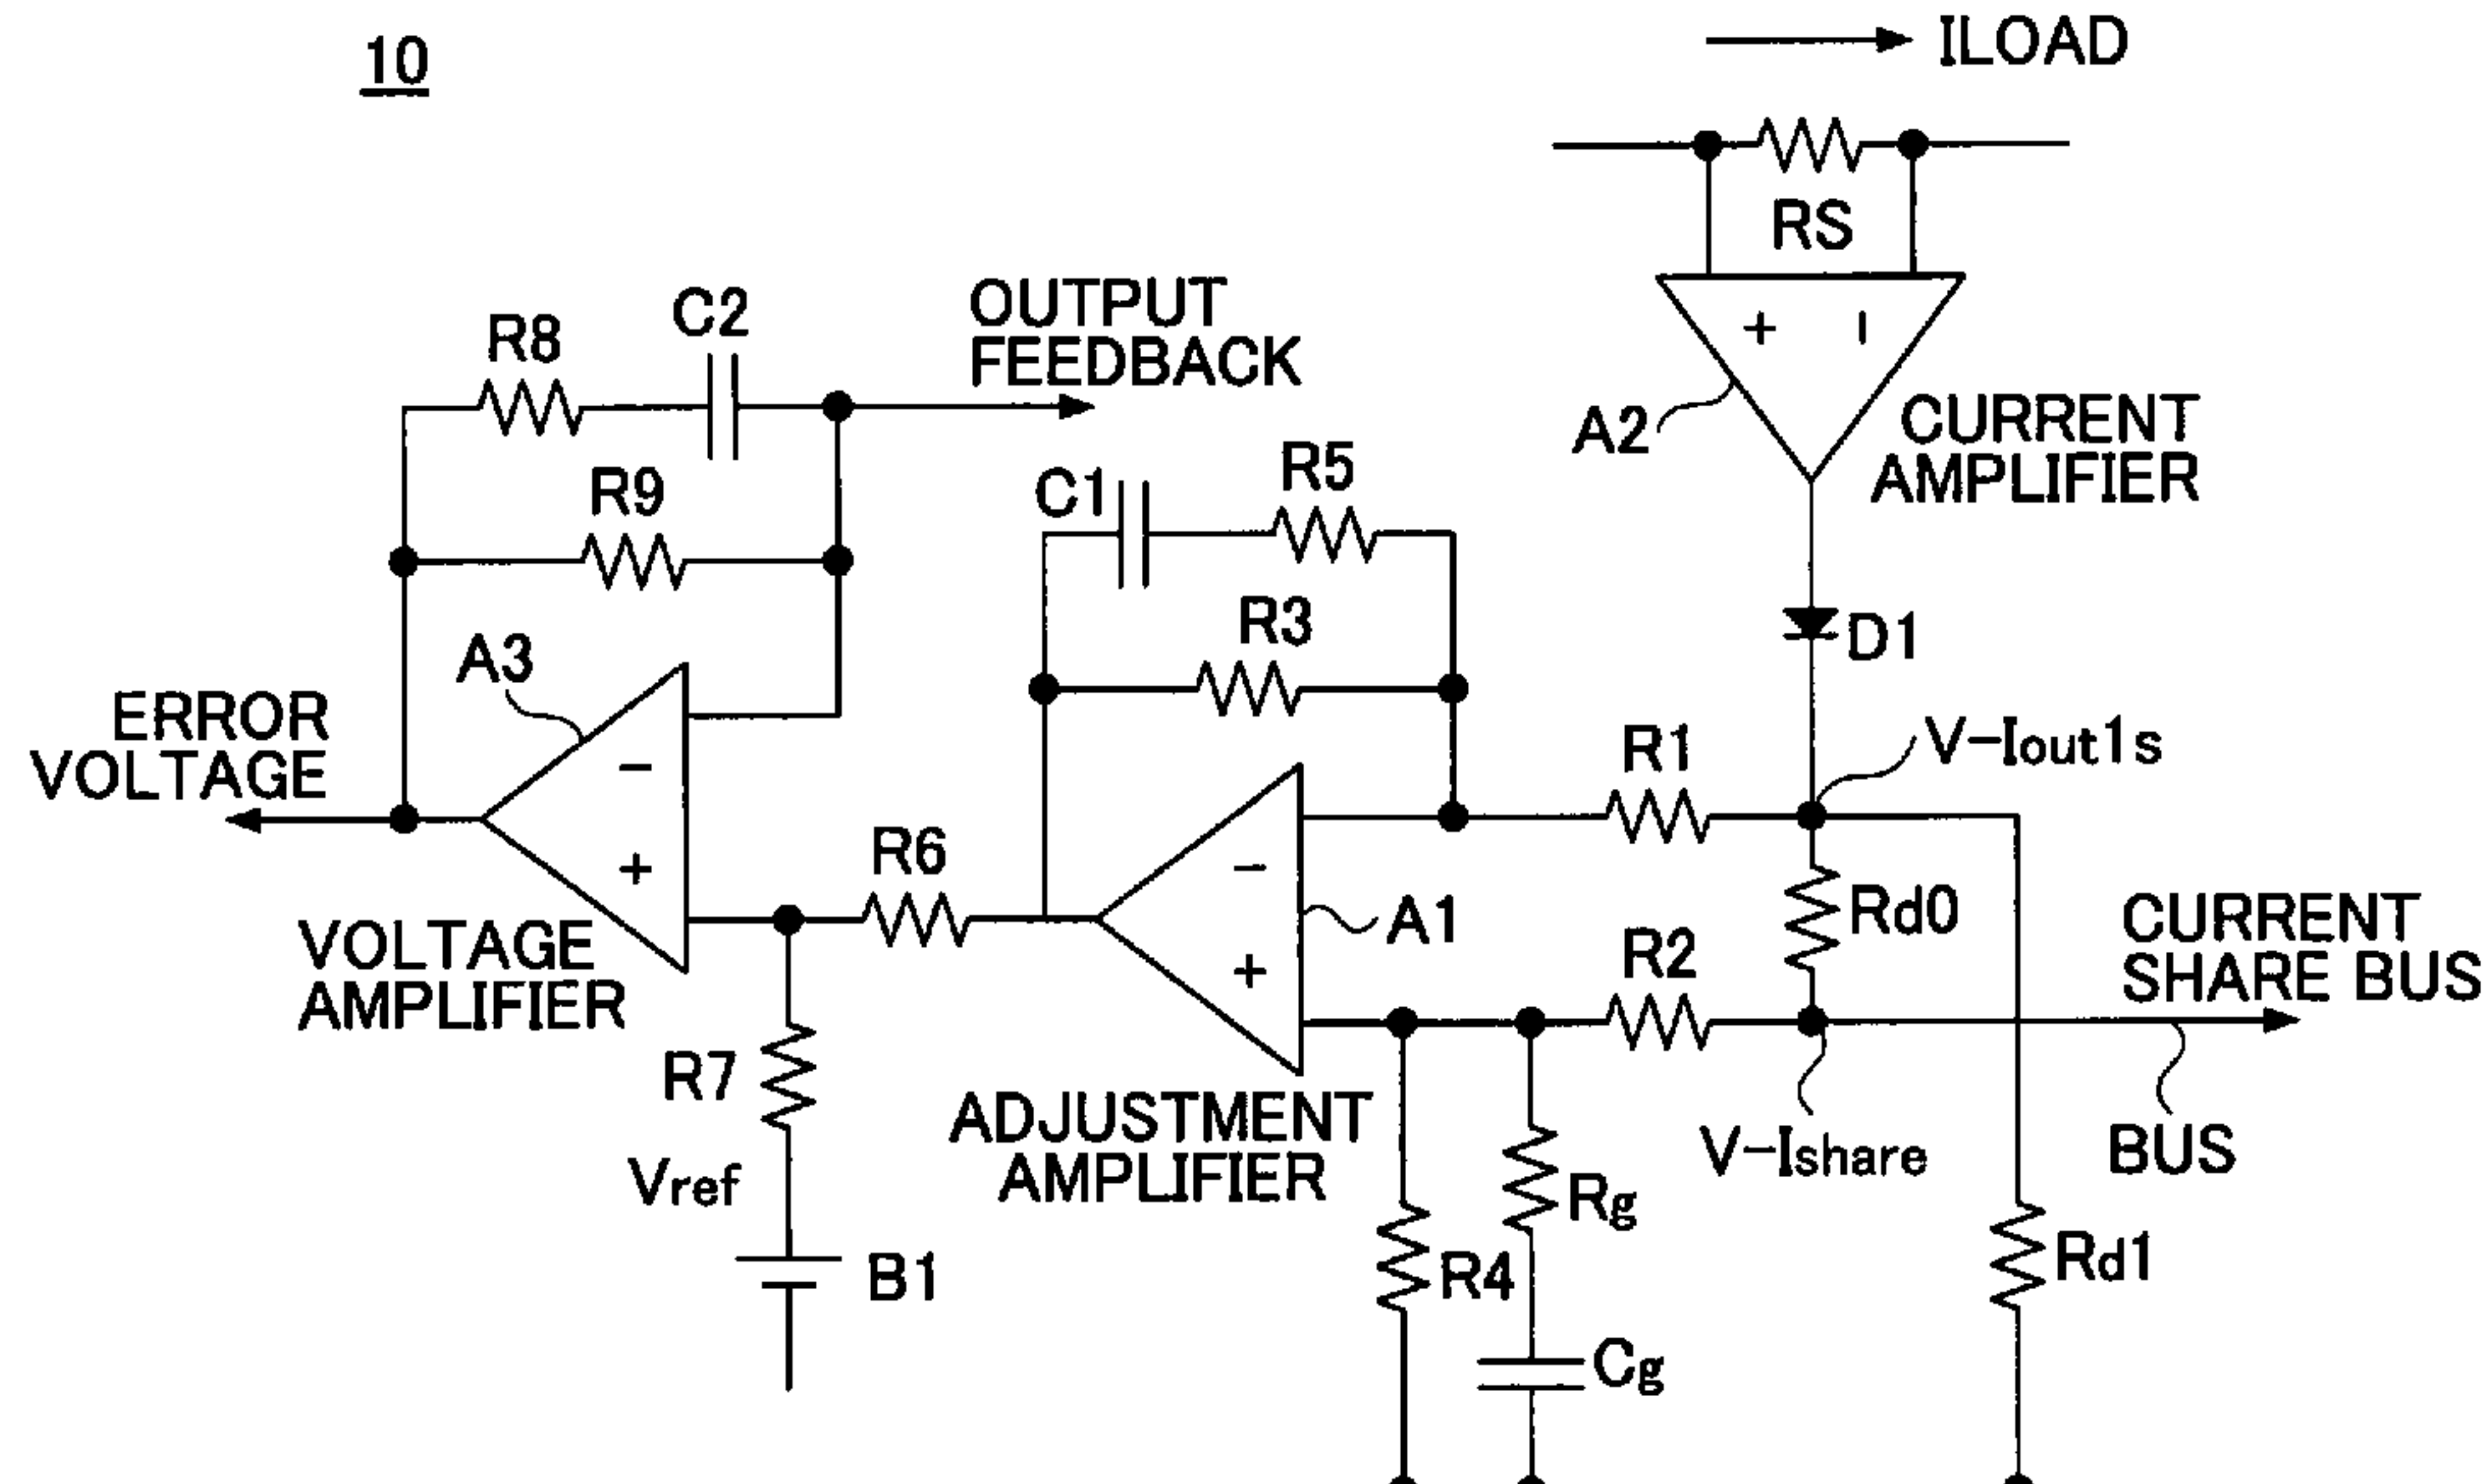 10
ILOAD
RS
+ −
A2
CURRENT
AMPLIFIER
OUTPUT
FEEDBACK
R8
C2
R9
C1
R5
R3
D1
A3
ERROR
VOLTAGE
−
+
VOLTAGE
AMPLIFIER
R6
R7
Vref
B1
−
+
A1
ADJUSTMENT
AMPLIFIER
R1
V-Iout1s
R2
Rd0
CURRENT
SHARE BUS
V-Ishare
BUS
R4
Rg
Cg
Rd1